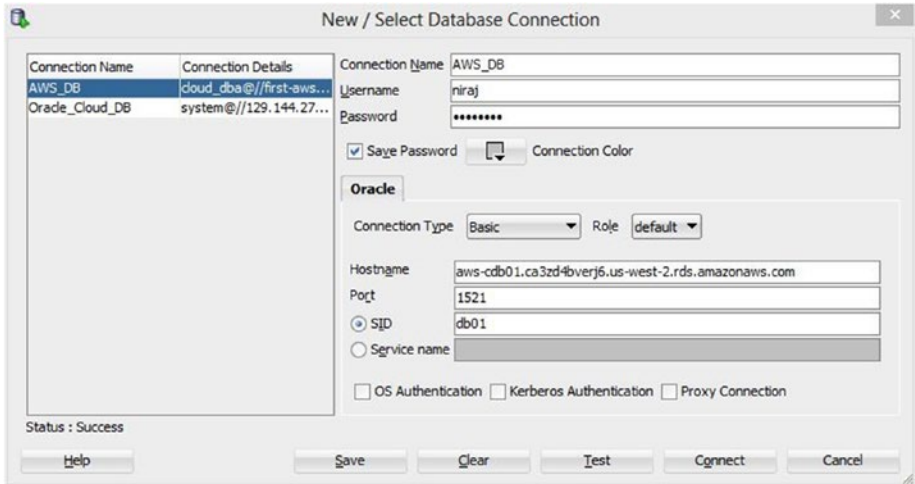 New / Select Database Connection
Connection Name Connection Details
AWS_DB cloud_dba@//first-aws...
Oracle_Cloud_DB system@//129.144.27...
Connection Name AWS_DB
Username niraj
Password ••••••••
Save Password Connection Color
Oracle
Connection Type Basic Role default
Hostname aws-cdb01.ca3zd4bverj6.us-west-2.rds.amazonaws.com
Port 1521
SID db01
Service name
OS Authentication Kerberos Authentication Proxy Connection
Status : Success
Help Save Clear Test Connect Cancel